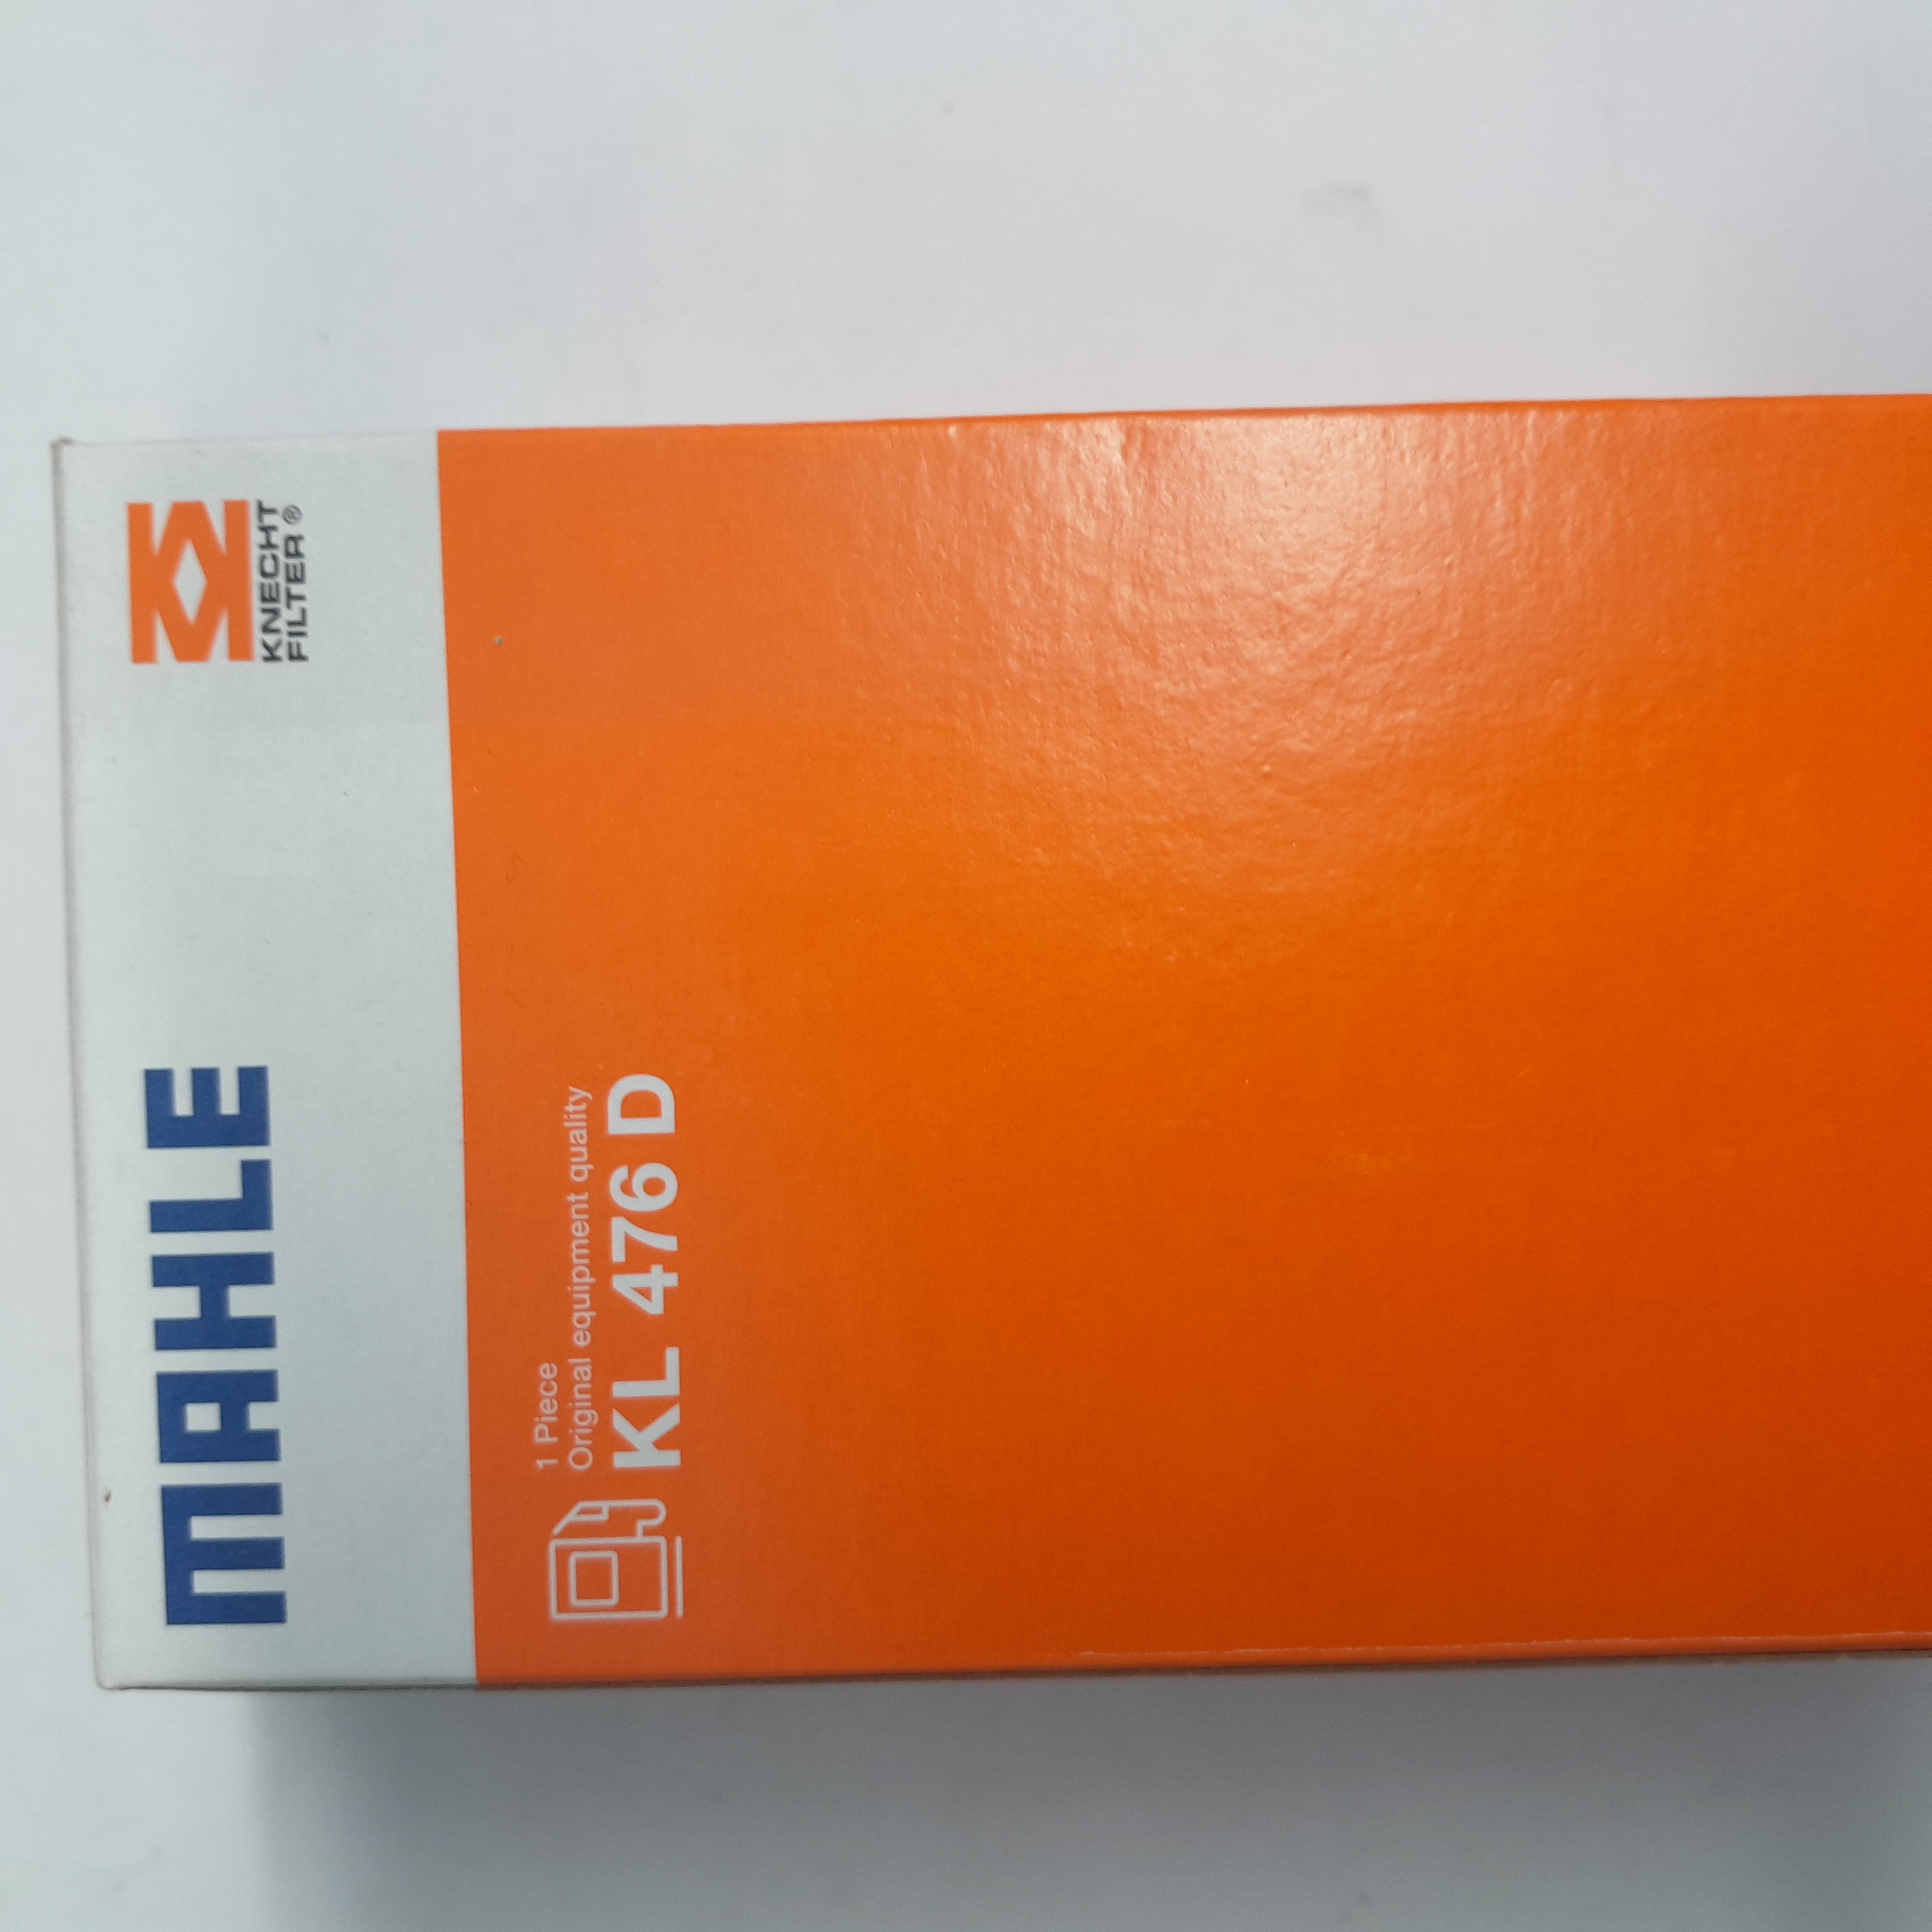 MAHLE
KNECHT
FILTER®
1 Piece
Original equipment quality
KL 476 D